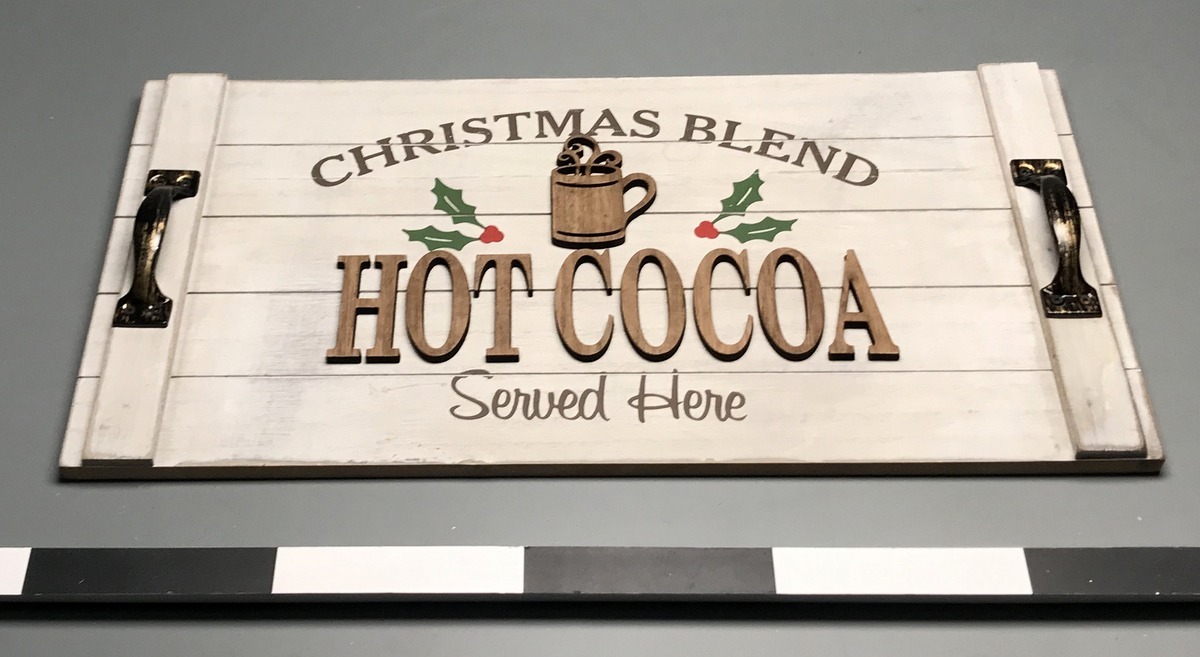 CHRISTMAS BLEND
HOT COCOA
Served Here